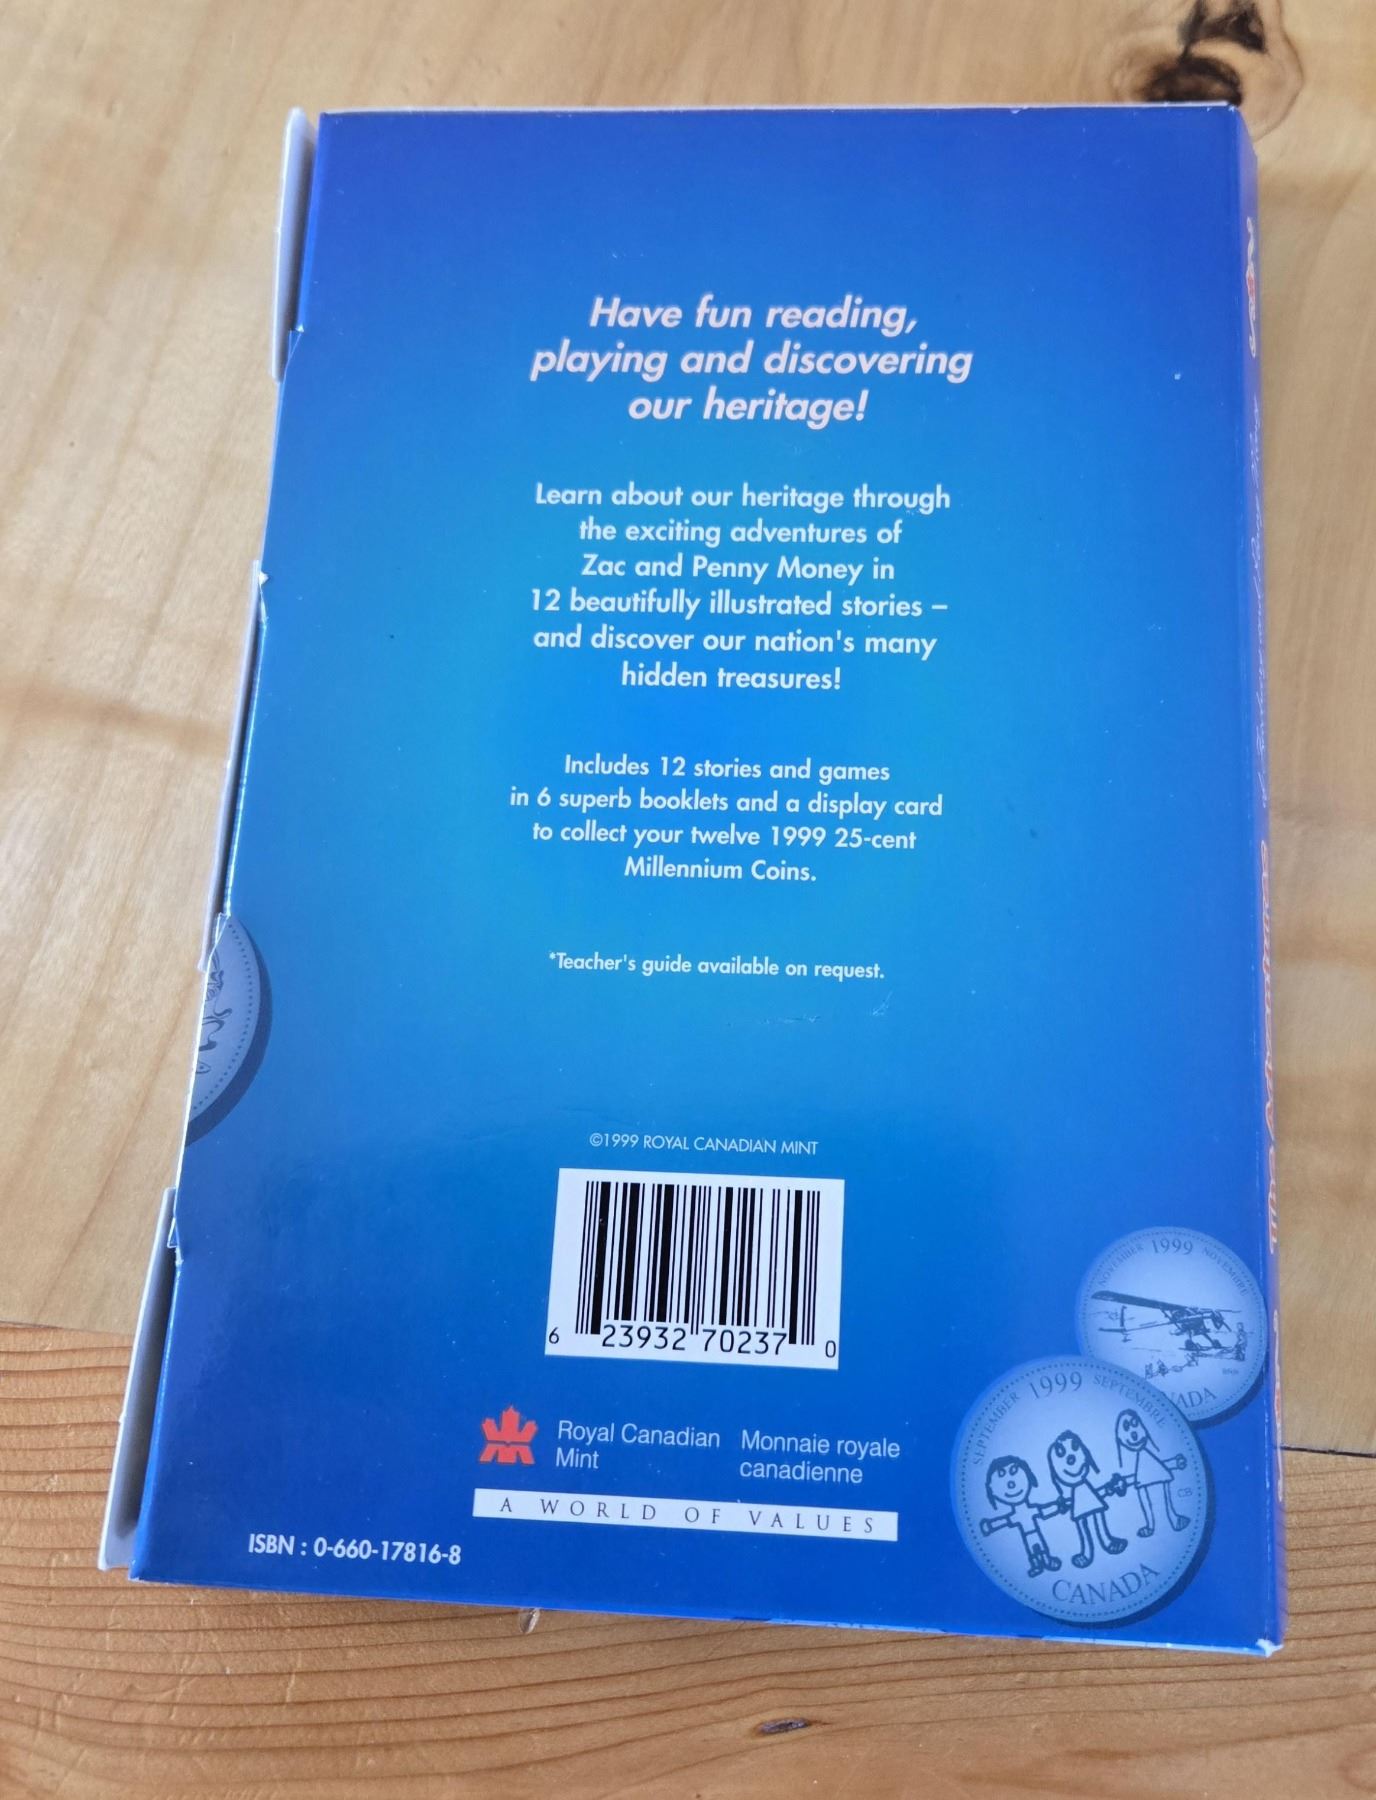 Have fun reading,
playing and discovering
our heritage!
Learn about our heritage through
the exciting adventures of
Zac and Penny Money in
12 beautifully illustrated stories –
and discover our nation's many
hidden treasures!
Includes 12 stories and games
in 6 superb booklets and a display card
to collect your twelve 1999 25-cent
Millennium Coins.
*Teacher's guide available on request.
©1999 ROYAL CANADIAN MINT
6 23932 70237 0
Royal Canadian
Mint
Monnaie royale
canadienne
A WORLD OF VALUES
ISBN : 0-660-17816-8
NOVEMBER 1999 NOVEMBRE
NADA
SEPTEMBER 1999 SEPTEMBRE
CB
CANADA
The Adventures